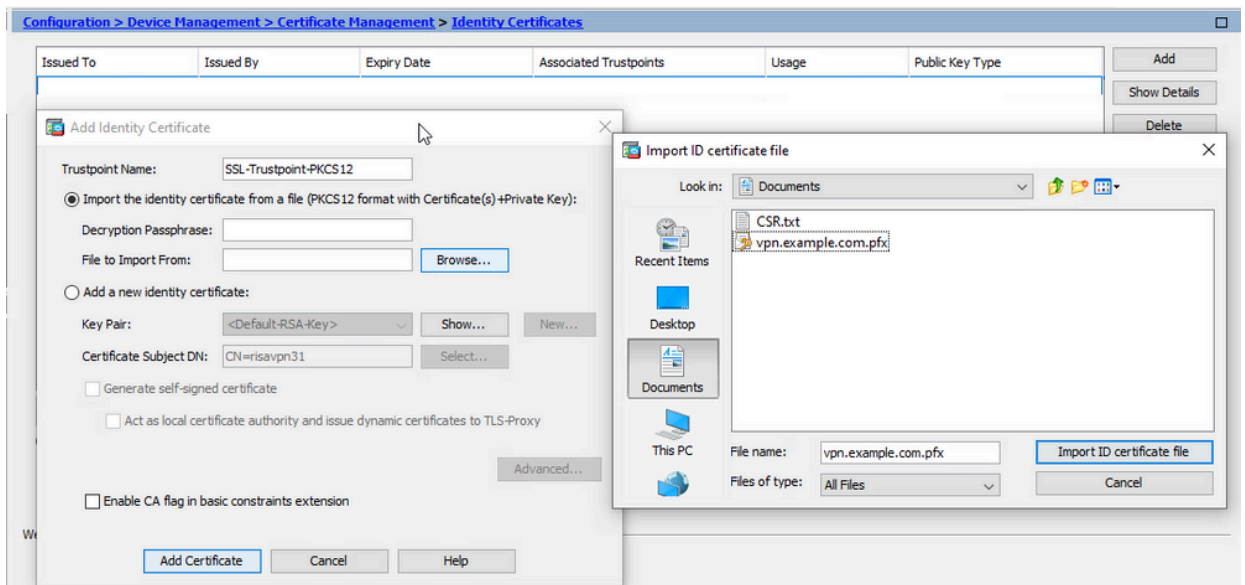 Configuration > Device Management > Certificate Management > Identity Certificates
Issued To Issued By Expiry Date Associated Trustpoints Usage Public Key Type
Add
Show Details
Delete
Add Identity Certificate
Trustpoint Name: SSL-Trustpoint-PKCS12
Import the identity certificate from a file (PKCS12 format with Certificate(s)+Private Key):
Decryption Passphrase:
File to Import From: Browse...
Add a new identity certificate:
Key Pair: <Default-RSA-Key> Show... New...
Certificate Subject DN: CN=risavpn31 Select...
Generate self-signed certificate
Act as local certificate authority and issue dynamic certificates to TLS-Proxy
Advanced...
Enable CA flag in basic constraints extension
Add Certificate Cancel Help
Import ID certificate file
Look in: Documents
Recent Items
Desktop
Documents
This PC
CSR.txt
vpn.example.com.pfx
File name: vpn.example.com.pfx Import ID certificate file
Files of type: All Files Cancel